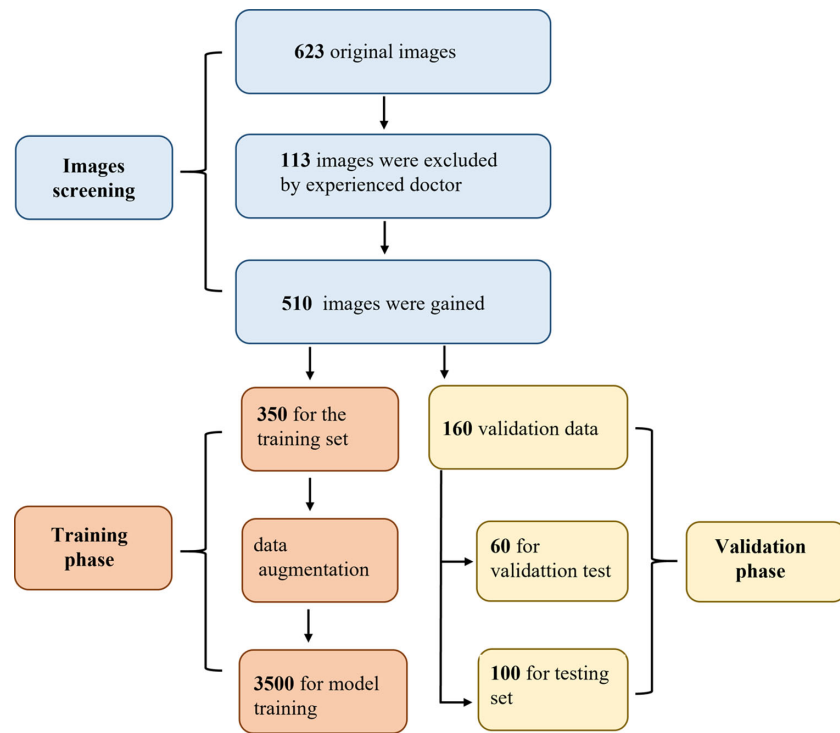 623 original images
Images
screening
113 images were excluded
by experienced doctor
510 images were gained
350 for the
training set
160 validation data
Training
phase
data
augmentation
60 for
validattion test
Validation
phase
3500 for model
training
100 for testing
set